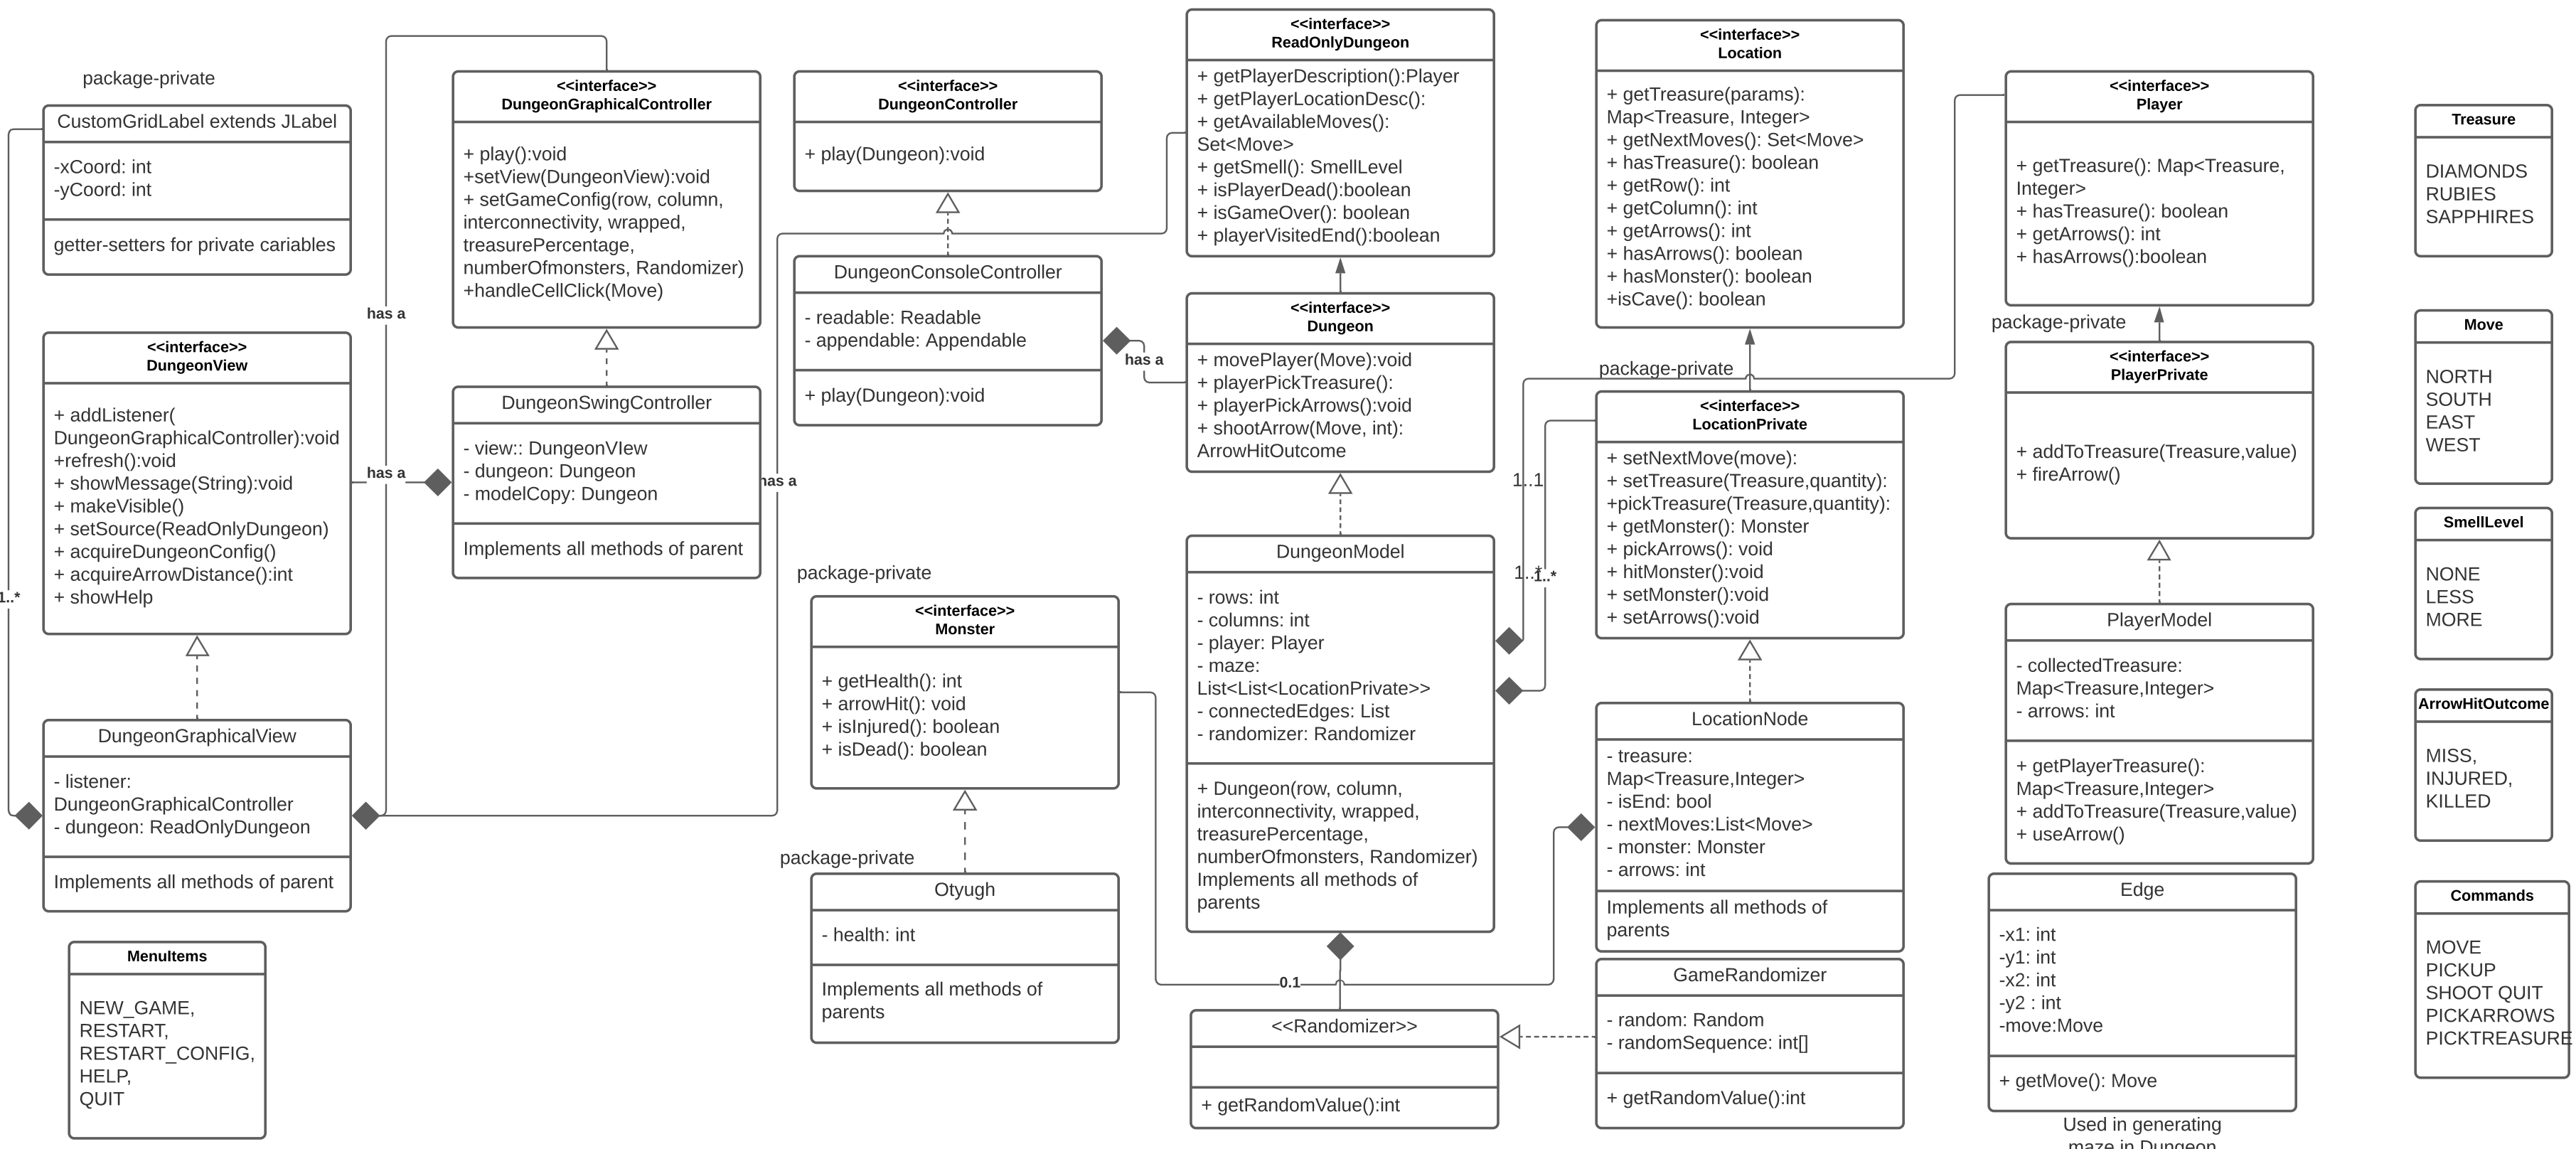 package-private
CustomGridLabel extends JLabel
-xCoord: int
-yCoord: int
getter-setters for private cariables
<<interface>>
DungeonView
+ addListener(
DungeonGraphicalController):void
+refresh():void
+ showMessage(String):void
+ makeVisible()
+ setSource(ReadOnlyDungeon)
+ acquireDungeonConfig()
+ acquireArrowDistance():int
+ showHelp
1..*
DungeonGraphicalView
- listener:
DungeonGraphicalController
- dungeon: ReadOnlyDungeon
Implements all methods of parent
MenuItems
NEW_GAME,
RESTART,
RESTART_CONFIG,
HELP,
QUIT
has a
has a
<<interface>>
DungeonGraphicalController
+ play():void
+setView(DungeonView):void
+ setGameConfig(row, column,
interconnectivity, wrapped,
treasurePercentage,
numberOfmonsters, Randomizer)
+handleCellClick(Move)
DungeonSwingController
- view:: DungeonVIew
- dungeon: Dungeon
- modelCopy: Dungeon
Implements all methods of parent
has a
<<interface>>
DungeonController
+ play(Dungeon):void
DungeonConsoleController
- readable: Readable
- appendable: Appendable
+ play(Dungeon):void
has a
package-private
<<interface>>
Monster
+ getHealth(): int
+ arrowHit(): void
+ isInjured(): boolean
+ isDead(): boolean
package-private
Otyugh
- health: int
Implements all methods of
parents
<<interface>>
ReadOnlyDungeon
+ getPlayerDescription():Player
+ getPlayerLocationDesc():
+ getAvailableMoves():
Set<Move>
+ getSmell(): SmellLevel
+ isPlayerDead():boolean
+ isGameOver(): boolean
+ playerVisitedEnd():boolean
<<interface>>
Dungeon
+ movePlayer(Move):void
+ playerPickTreasure():
+ playerPickArrows():void
+ shootArrow(Move, int):
ArrowHitOutcome
DungeonModel
- rows: int
- columns: int
- player: Player
- maze:
List<List<LocationPrivate>>
- connectedEdges: List
- randomizer: Randomizer
+ Dungeon(row, column,
interconnectivity, wrapped,
treasurePercentage,
numberOfmonsters, Randomizer)
Implements all methods of
parents
0.1
<<Randomizer>>
+ getRandomValue():int
1..1
1..*
1..*
<<interface>>
Location
+ getTreasure(params):
Map<Treasure, Integer>
+ getNextMoves(): Set<Move>
+ hasTreasure(): boolean
+ getRow(): int
+ getColumn(): int
+ getArrows(): int
+ hasArrows(): boolean
+ hasMonster(): boolean
+isCave(): boolean
package-private
<<interface>>
LocationPrivate
+ setNextMove(move):
+ setTreasure(Treasure,quantity):
+pickTreasure(Treasure,quantity):
+ getMonster(): Monster
+ pickArrows(): void
+ hitMonster():void
+ setMonster():void
+ setArrows():void
LocationNode
- treasure:
Map<Treasure,Integer>
- isEnd: bool
- nextMoves:List<Move>
- monster: Monster
- arrows: int
Implements all methods of
parents
GameRandomizer
- random: Random
- randomSequence: int[]
+ getRandomValue():int
<<interface>>
Player
+ getTreasure(): Map<Treasure,
Integer>
+ hasTreasure(): boolean
+ getArrows(): int
+ hasArrows():boolean
package-private
<<interface>>
PlayerPrivate
+ addToTreasure(Treasure,value)
+ fireArrow()
PlayerModel
- collectedTreasure:
Map<Treasure,Integer>
- arrows: int
+ getPlayerTreasure():
Map<Treasure,Integer>
+ addToTreasure(Treasure,value)
+ useArrow()
Edge
-x1: int
-y1: int
-x2: int
-y2 : int
-move:Move
+ getMove(): Move
Used in generating
maze in Dungeon
Treasure
DIAMONDS
RUBIES
SAPPHIRES
Move
NORTH
SOUTH
EAST
WEST
SmellLevel
NONE
LESS
MORE
ArrowHitOutcome
MISS,
INJURED,
KILLED
Commands
MOVE
PICKUP
SHOOT QUIT
PICKARROWS
PICKTREASURE